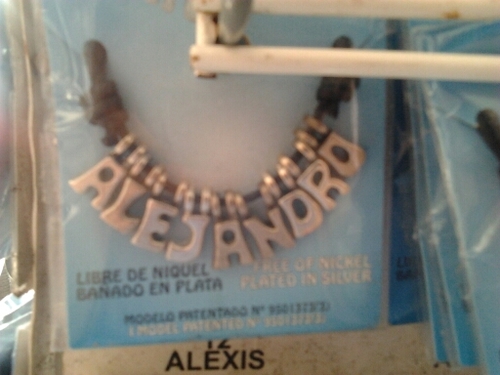 ALEJANDRO
LIBRE DE NIQUEL FREE OF NICKEL
BAÑADO EN PLATA PLATED IN SILVER
MODELO PATENTADO Nº
( MODEL PATENTED Nº
12
ALEXIS